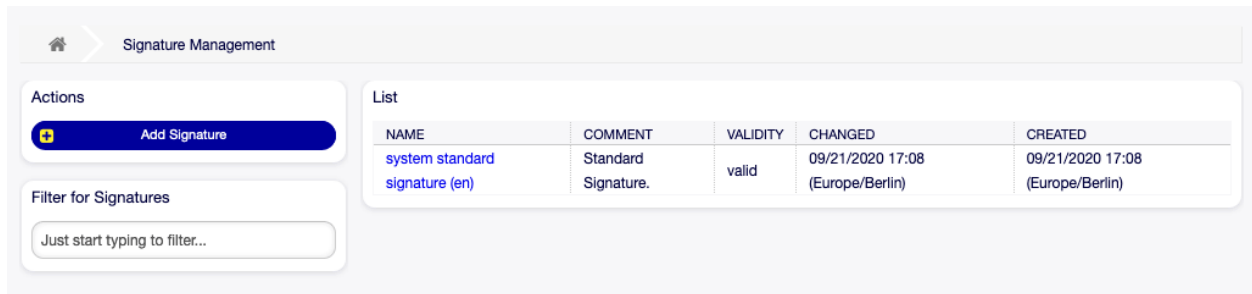 Signature Management
Actions
Add Signature
Filter for Signatures
Just start typing to filter...
List
NAME COMMENT VALIDITY CHANGED CREATED
system standard Standard valid 09/21/2020 17:08 09/21/2020 17:08
signature (en) Signature. (Europe/Berlin) (Europe/Berlin)